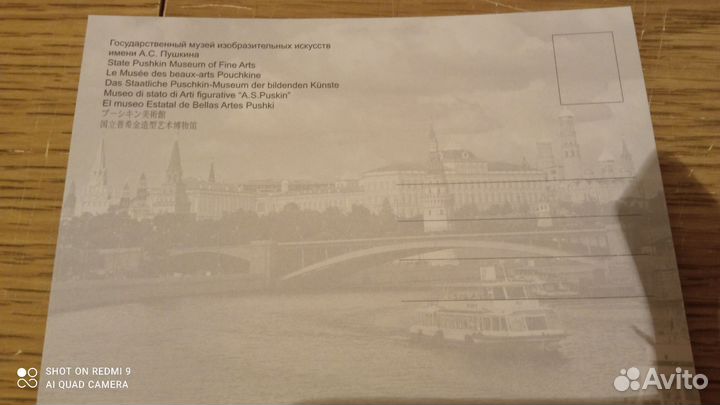 Государственный музей изобразительных искусств
имени А.С. Пушкина
State Pushkin Museum of Fine Arts
Le Musée des beaux-arts Pouchkine
Das Staatliche Puschkin-Museum der bildenden Künste
Museo di stato di Arti figurative "A.S.Puskin"
El museo Estatal de Bellas Artes Pushki
プーシキン美術館
国立普希金造型艺术博物馆
SHOT ON REDMI 9
AI QUAD CAMERA
Avito